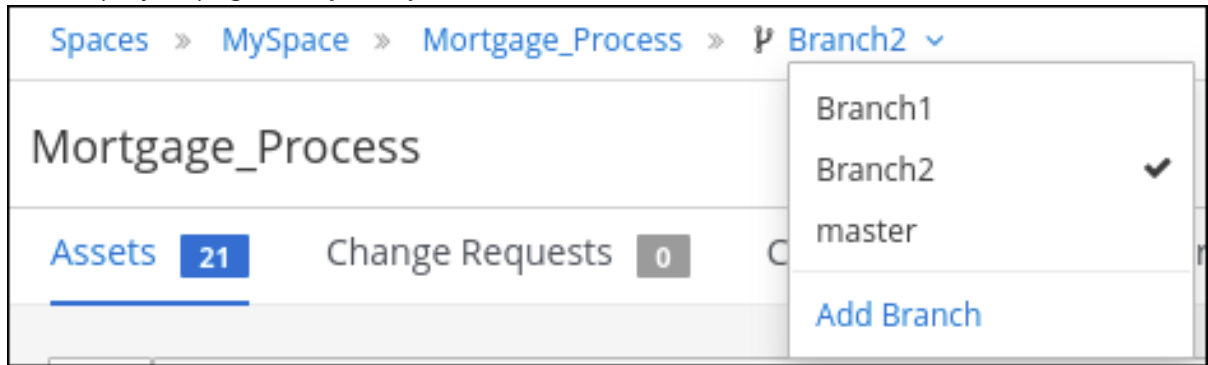 Spaces » MySpace » Mortgage_Process » Branch2
Mortgage_Process
Branch1
Branch2
master
Assets 21 Change Requests 0 C
Add Branch